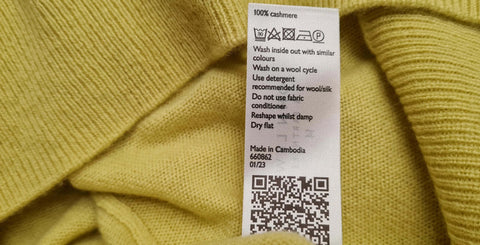 100% cashmere
Wash inside out with similar
colours
Wash on a wool cycle
Use detergent
recommended for wool/silk
Do not use fabric
conditioner
Reshape whilst damp
Dry flat
Made in Cambodia
660862
01/23